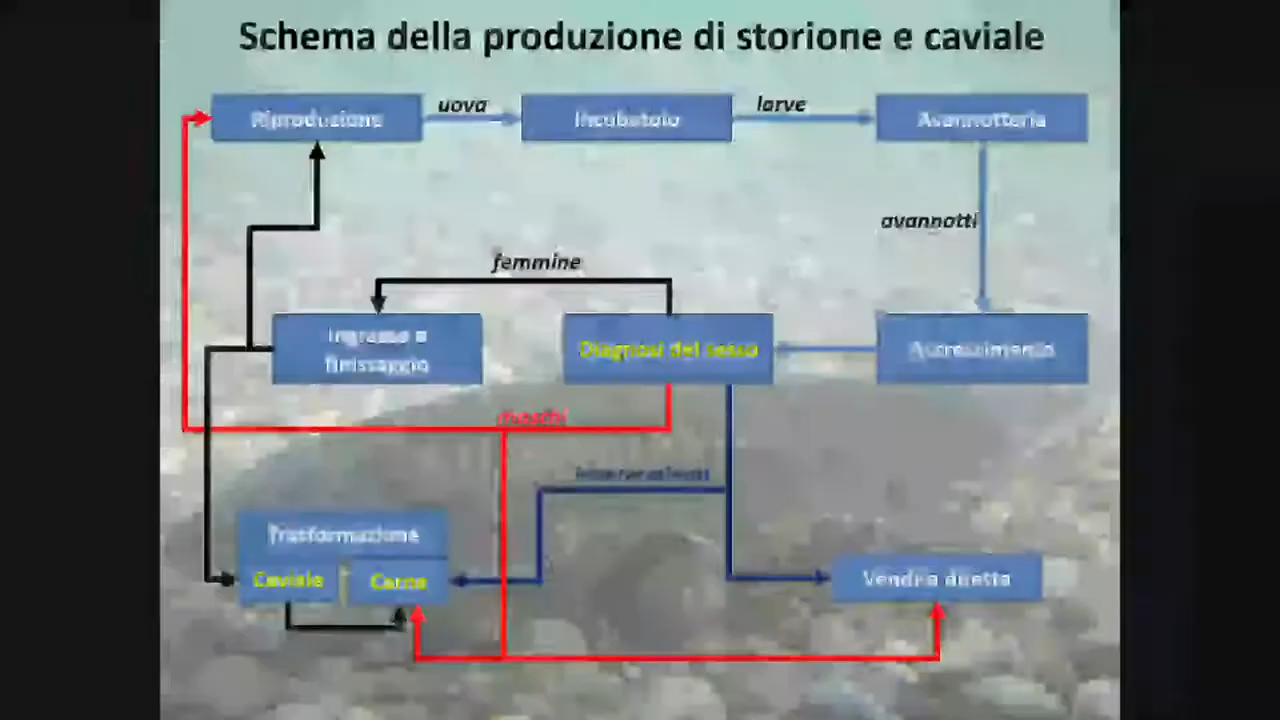 Schema della produzione di storione e caviale
Riproduzione
uova
Incubatoio
larve
Avannotteria
avannotti
femmine
Ingrasso e
finissaggio
Diagnosi del sesso
Accrescimento
maschi
Trasformazione
Caviale
Carne
Vendita diretta